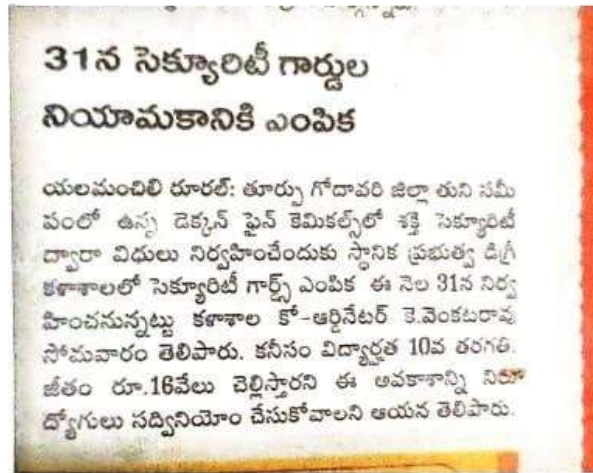 31న సెక్యూరిటీ గార్డుల
నియామకానికి ఎంపిక
యలమంచిలి రూరల్: తూర్పు గోదావరి జిల్లా తుని సమీ
పంలో ఉన్న డెక్కన్ ఫైన్ కెమికల్స్‌లో శక్తి సెక్యూరిటీ
ద్వారా విధులు నిర్వహించేందుకు స్థానిక ప్రభుత్వ డిగ్రీ
కళాశాలలో సెక్యూరిటీ గార్డ్స్ ఎంపిక ఈ నెల 31న నిర్వ
హించనున్నట్టు కళాశాల కో-ఆర్డినేటర్ కె.వెంకటరావు
సోమవారం తెలిపారు. కనీసం విద్యార్హత 10వ తరగతి.
జీతం రూ.16వేలు చెల్లిస్తారని ఈ అవకాశాన్ని నిరూ
ద్యోగులు సద్వినియోం చేసుకోవాలని ఆయన తెలిపారు.